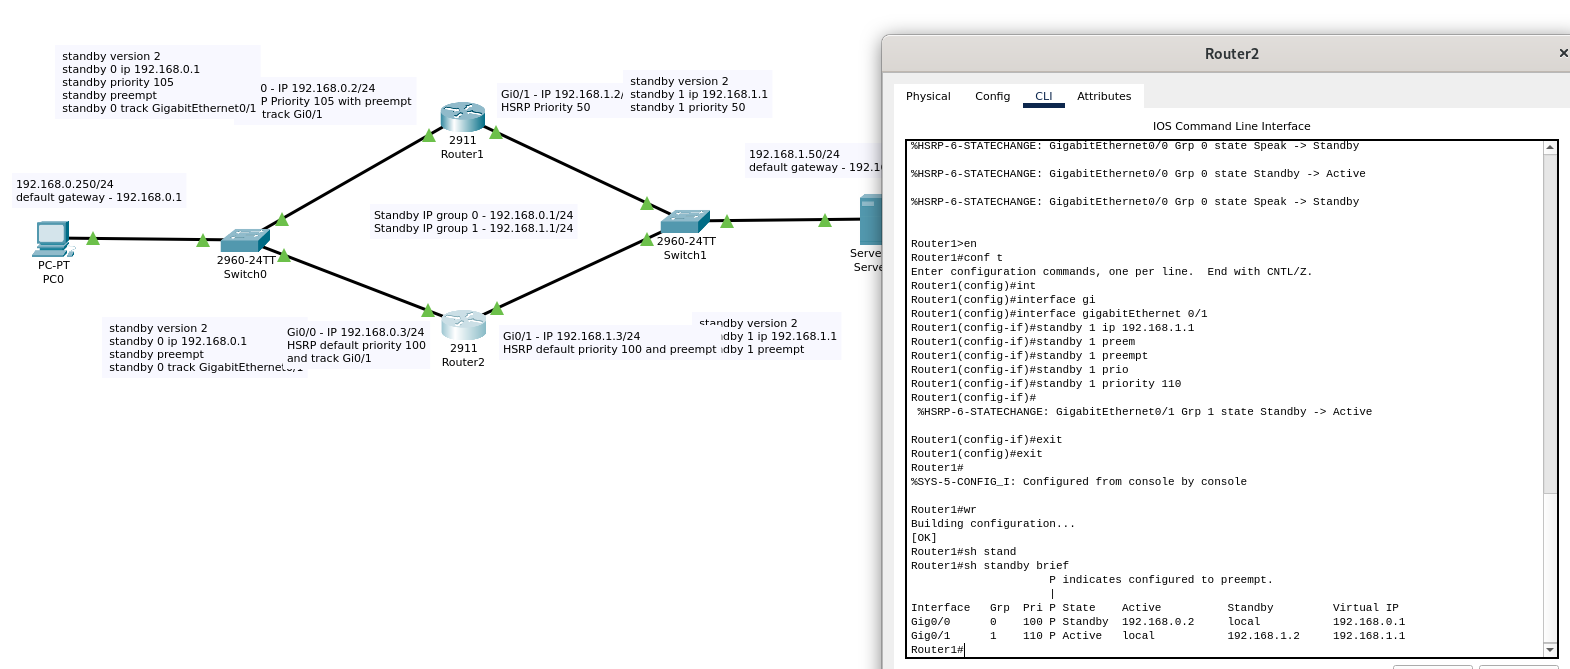 standby version 2
standby 0 ip 192.168.0.1
standby priority 105
standby preempt
standby 0 track GigabitEthernet0/1
0 - IP 192.168.0.2/24
P Priority 105 with preempt
track Gi0/1
Gi0/1 - IP 192.168.1.2/
HSRP Priority 50
standby version 2
standby 1 ip 192.168.1.1
standby 1 priority 50
2911
Router1
192.168.1.50/24
default gateway - 192.1
192.168.0.250/24
default gateway - 192.168.0.1
Standby IP group 0 - 192.168.0.1/24
Standby IP group 1 - 192.168.1.1/24
PC-PT
PC0
2960-24TT
Switch0
2960-24TT
Switch1
Serve
Serve
standby version 2
standby 0 ip 192.168.0.1
standby preempt
standby 0 track GigabitEthernet0/1
Gi0/0 - IP 192.168.0.3/24
HSRP default priority 100
and track Gi0/1
2911
Router2
Gi0/1 - IP 192.168.1.3/24
HSRP default priority 100 and preempt
standby version 2
dby 1 ip 192.168.1.1
dby 1 preempt
Router2
×
Physical Config CLI Attributes
IOS Command Line Interface
%HSRP-6-STATECHANGE: GigabitEthernet0/0 Grp 0 state Speak -> Standby
%HSRP-6-STATECHANGE: GigabitEthernet0/0 Grp 0 state Standby -> Active
%HSRP-6-STATECHANGE: GigabitEthernet0/0 Grp 0 state Speak -> Standby
Router1>en
Router1#conf t
Enter configuration commands, one per line. End with CNTL/Z.
Router1(config)#int
Router1(config)#interface gi
Router1(config)#interface gigabitEthernet 0/1
Router1(config-if)#standby 1 ip 192.168.1.1
Router1(config-if)#standby 1 preem
Router1(config-if)#standby 1 preempt
Router1(config-if)#standby 1 prio
Router1(config-if)#standby 1 priority 110
Router1(config-if)#
%HSRP-6-STATECHANGE: GigabitEthernet0/1 Grp 1 state Standby -> Active
Router1(config-if)#exit
Router1(config)#exit
Router1#
%SYS-5-CONFIG_I: Configured from console by console
Router1#wr
Building configuration...
[OK]
Router1#sh stand
Router1#sh standby brief
P indicates configured to preempt.
|
Interface Grp Pri P State Active Standby Virtual IP
Gig0/0 0 100 P Standby 192.168.0.2 local 192.168.0.1
Gig0/1 1 110 P Active local 192.168.1.2 192.168.1.1
Router1#